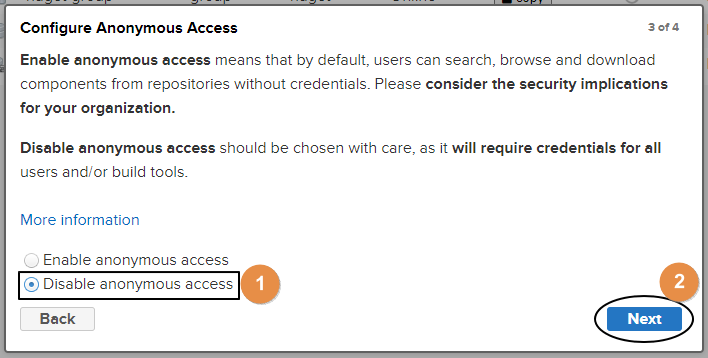 Configure Anonymous Access
3 of 4
Enable anonymous access means that by default, users can search, browse and download
components from repositories without credentials. Please consider the security implications
for your organization.
Disable anonymous access should be chosen with care, as it will require credentials for all
users and/or build tools.
More information
Enable anonymous access
Disable anonymous access
1
2
Back
Next